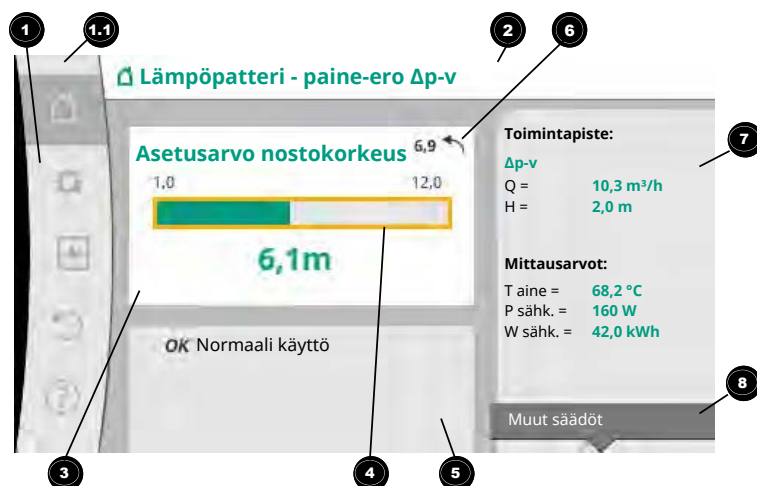 1
1.1
2
6
Lämpöpatteri - paine-ero Δp-v
Asetusarvo nostokorkeus
6,9
1,0
12,0
6,1m
Toimintapiste:
7
Δp-v
Q = 10,3 m³/h
H = 2,0 m
Mittausarvot:
T aine = 68,2 °C
P sähk. = 160 W
W sähk. = 42,0 kWh
OK Normaali käyttö
8
Muut säädöt
3
4
5